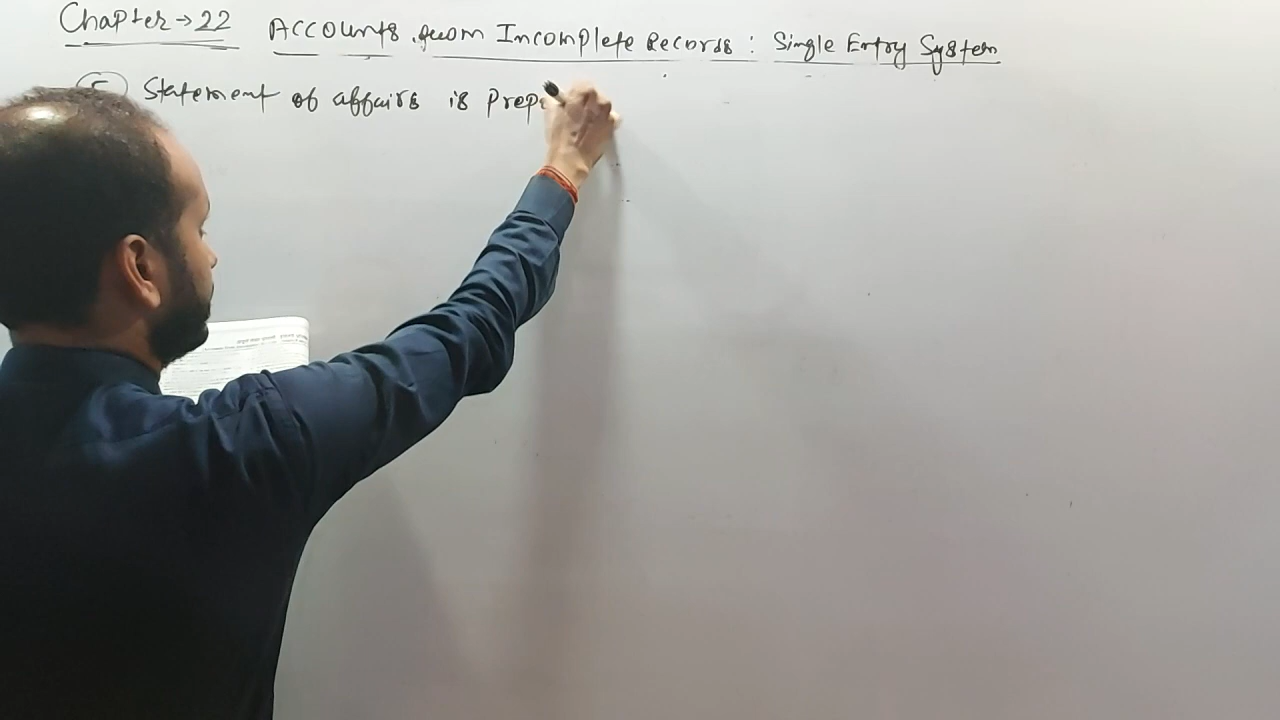 Chapter → 22 Accounts from Incomplete Records : Single Entry System
Statement of affairs is prep